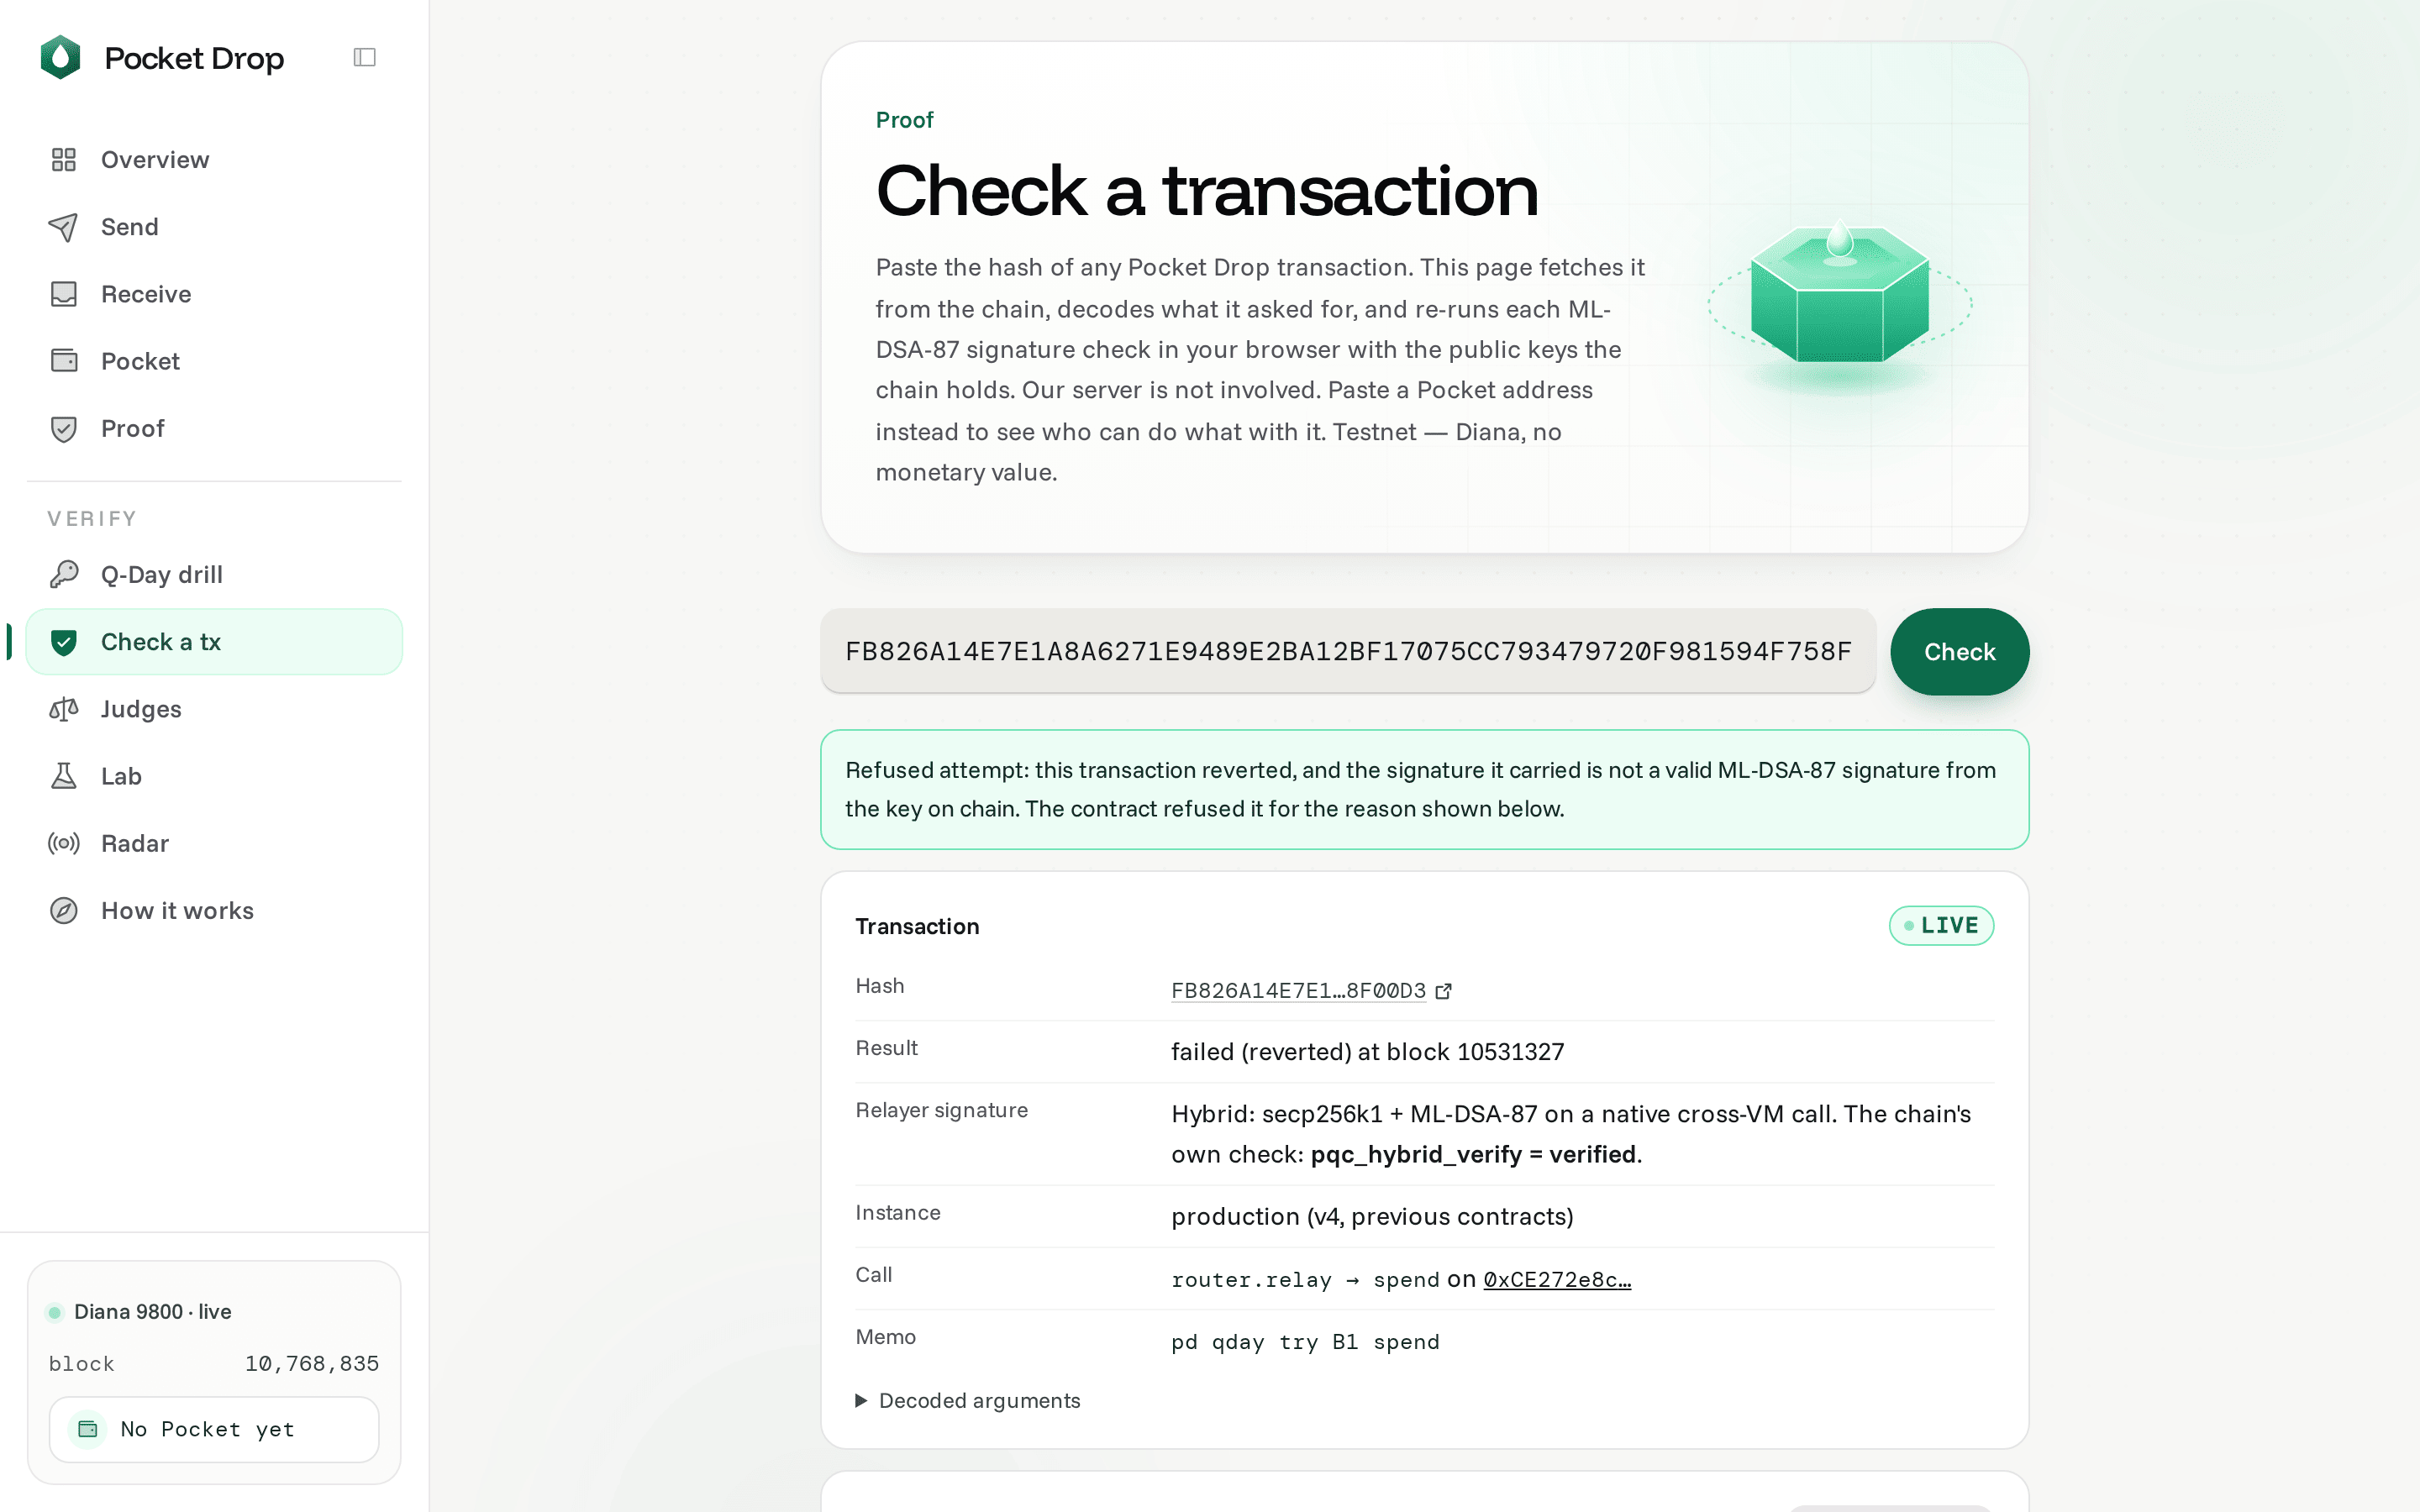 Pocket Drop
Overview
Send
Receive
Pocket
Proof
VERIFY
Q-Day drill
Check a tx
Judges
Lab
Radar
How it works
Diana 9800 · live
block 10,768,835
No Pocket yet
Proof
Check a transaction
Paste the hash of any Pocket Drop transaction. This page fetches it
from the chain, decodes what it asked for, and re-runs each ML-
DSA-87 signature check in your browser with the public keys the
chain holds. Our server is not involved. Paste a Pocket address
instead to see who can do what with it. Testnet — Diana, no
monetary value.
FB826A14E7E1A8A6271E9489E2BA12BF17075CC793479720F981594F758F
Check
Refused attempt: this transaction reverted, and the signature it carried is not a valid ML-DSA-87 signature from
the key on chain. The contract refused it for the reason shown below.
Transaction
LIVE
Hash FB826A14E7E1…8F00D3
Result failed (reverted) at block 10531327
Relayer signature Hybrid: secp256k1 + ML-DSA-87 on a native cross-VM call. The chain's
own check: pqc_hybrid_verify = verified.
Instance production (v4, previous contracts)
Call router.relay → spend on 0xCE272e8c…
Memo pd qday try B1 spend
Decoded arguments